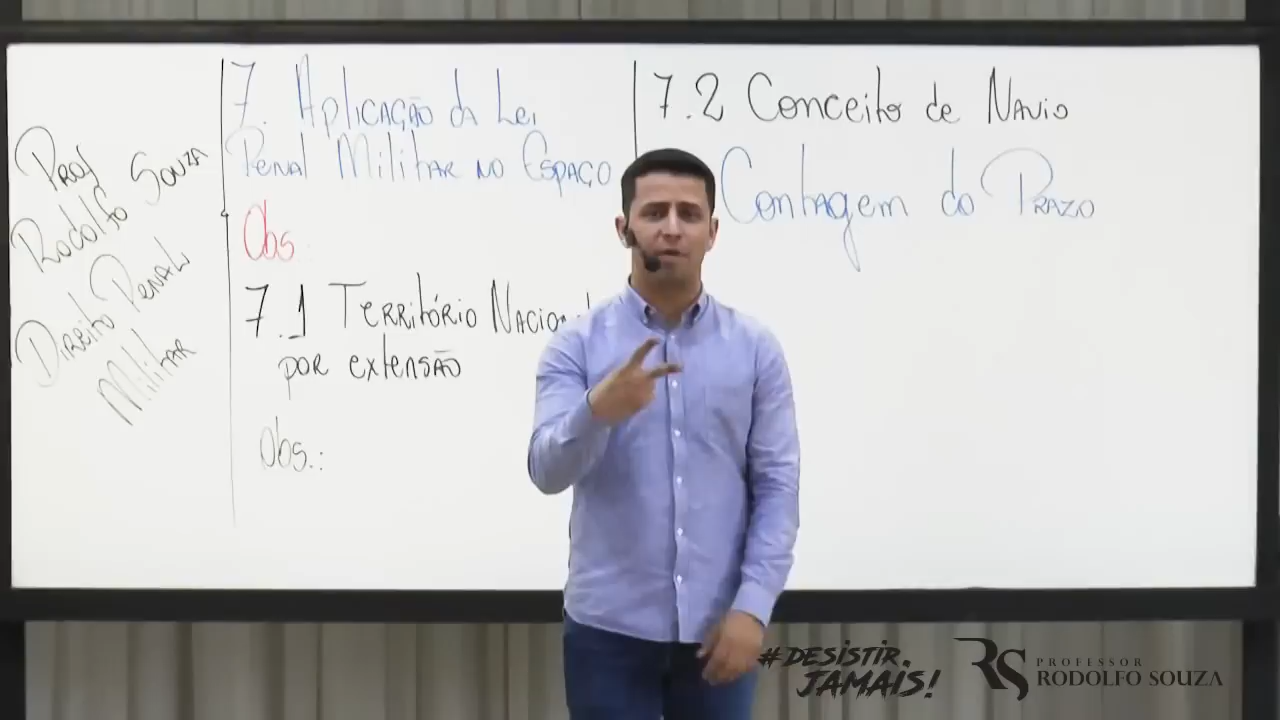 Prof
Rodolfo Souza
Direito Penal
Militar
7. Aplicação da Lei
Penal Militar no Espaço
Obs:
7.1 Território Nacional
por extensão
Obs.:
7.2 Conceito de Navio
Contagem do Prazo
#DESISTIR
JAMAIS!
RS
PROFESSOR
RODOLFO SOUZA